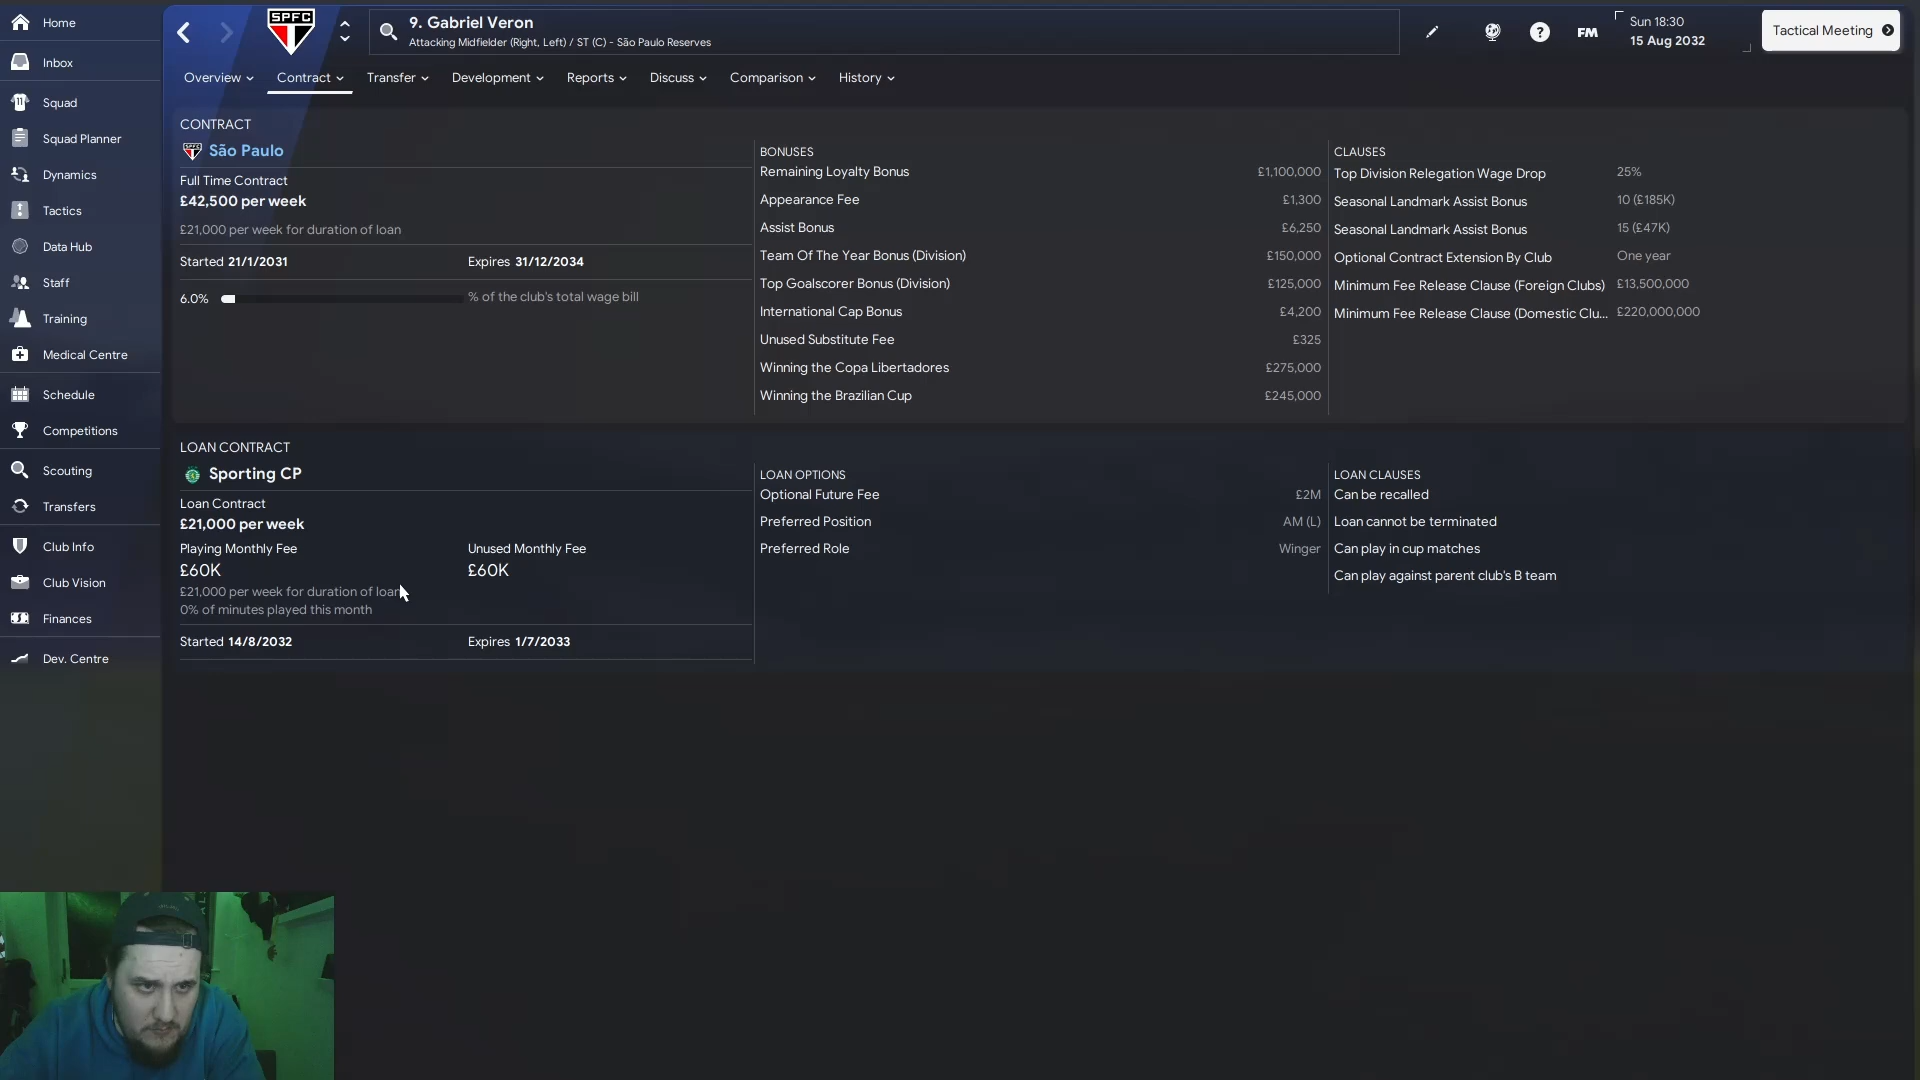 Home
Inbox
Squad
Squad Planner
Dynamics
Tactics
Data Hub
Staff
Training
Medical Centre
Schedule
Competitions
Scouting
Transfers
Club Info
Club Vision
Finances
Dev. Centre
SPFC
9. Gabriel Veron
Attacking Midfielder (Right, Left) / ST (C) - São Paulo Reserves
?
FM
Sun 18:30
15 Aug 2032
Tactical Meeting
Overview
Contract
Transfer
Development
Reports
Discuss
Comparison
History
CONTRACT
São Paulo
Full Time Contract
£42,500 per week
£21,000 per week for duration of loan
Started 21/1/2031
Expires 31/12/2034
6.0%
% of the club's total wage bill
BONUSES
Remaining Loyalty Bonus £1,100,000
Appearance Fee £1,300
Assist Bonus £6,250
Team Of The Year Bonus (Division) £150,000
Top Goalscorer Bonus (Division) £125,000
International Cap Bonus £4,200
Unused Substitute Fee £325
Winning the Copa Libertadores £275,000
Winning the Brazilian Cup £245,000
CLAUSES
Top Division Relegation Wage Drop 25%
Seasonal Landmark Assist Bonus 10 (£185K)
Seasonal Landmark Assist Bonus 15 (£47K)
Optional Contract Extension By Club One year
Minimum Fee Release Clause (Foreign Clubs) £13,500,000
Minimum Fee Release Clause (Domestic Clu... £220,000,000
LOAN CONTRACT
Sporting CP
Loan Contract
£21,000 per week
Playing Monthly Fee
£60K
Unused Monthly Fee
£60K
£21,000 per week for duration of loan
0% of minutes played this month
Started 14/8/2032
Expires 1/7/2033
LOAN OPTIONS
Optional Future Fee £2M
Preferred Position AM (L)
Preferred Role Winger
LOAN CLAUSES
Can be recalled
Loan cannot be terminated
Can play in cup matches
Can play against parent club's B team